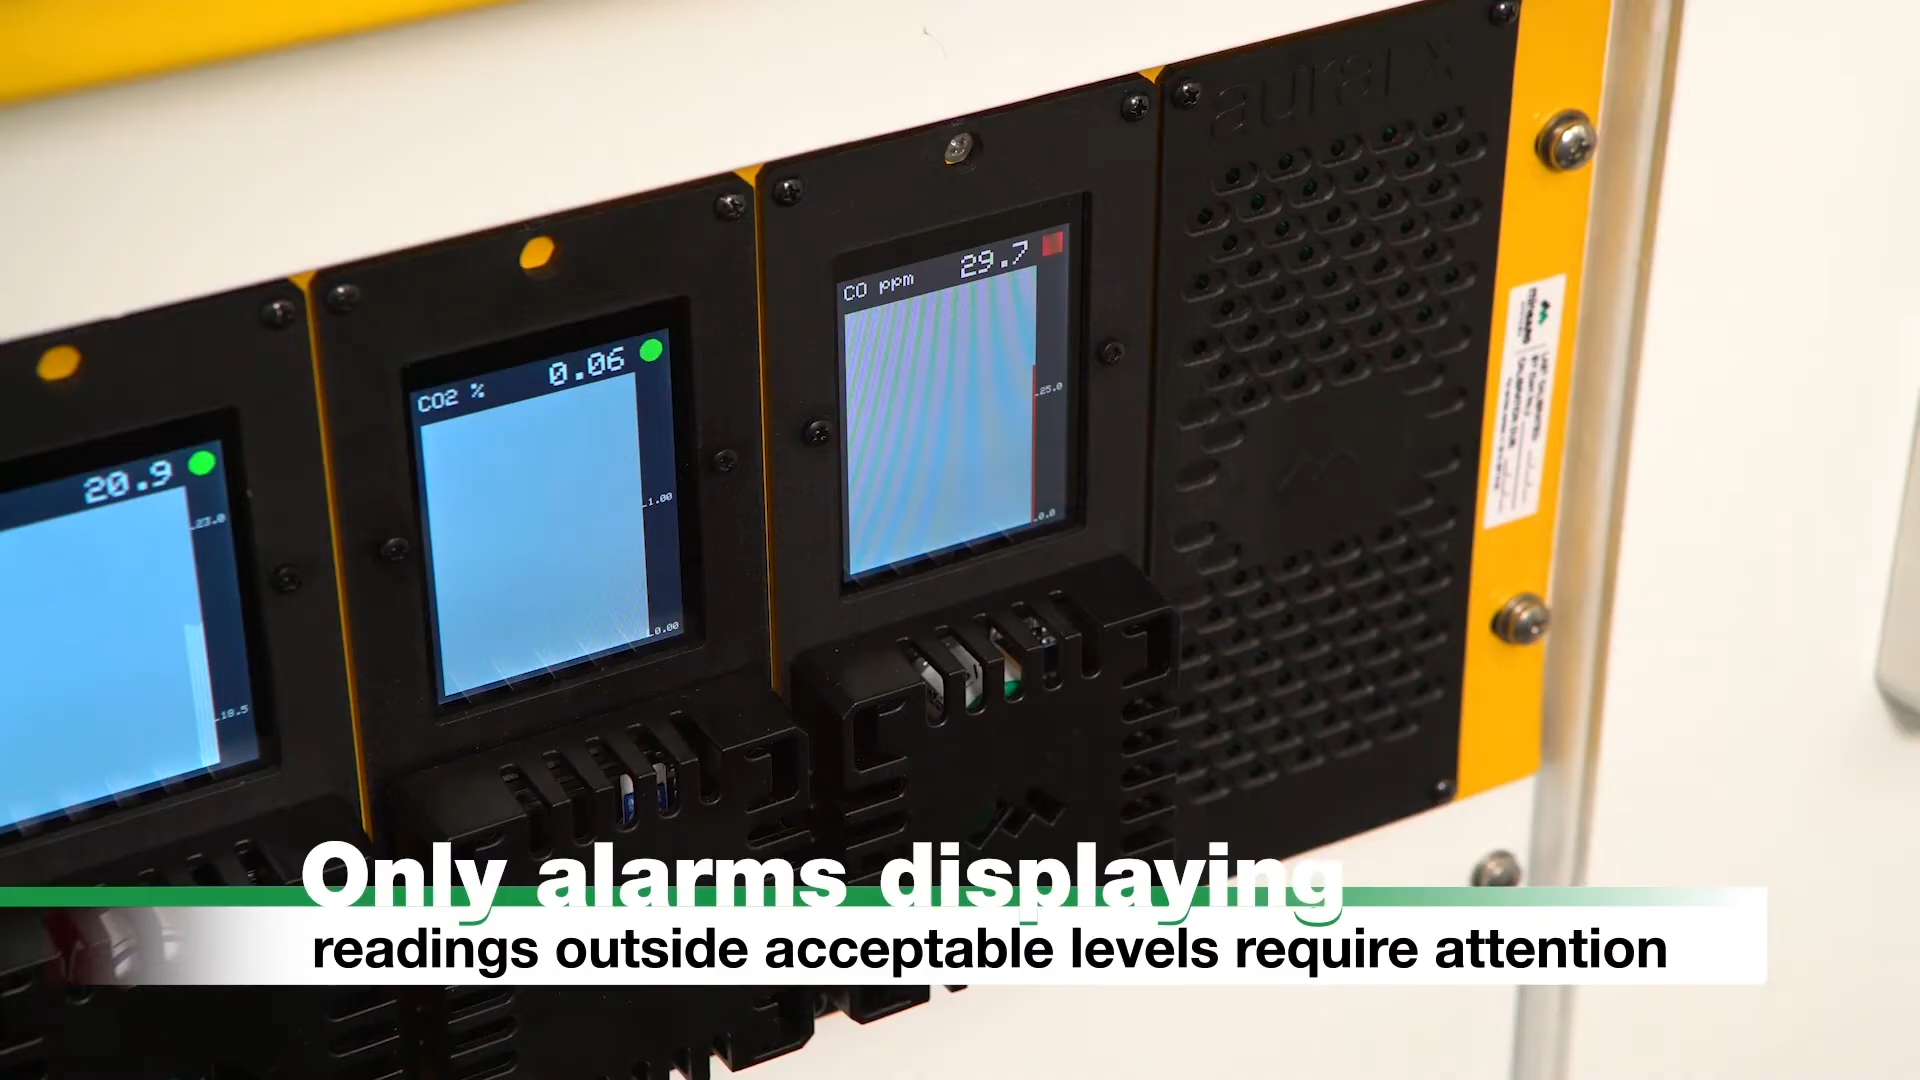 aura x
CO ppm 29.7
25.0
0.0
CO2 % 0.06
1.00
0.00
20.9
23.0
18.5
Only alarms displaying
readings outside acceptable levels require attention